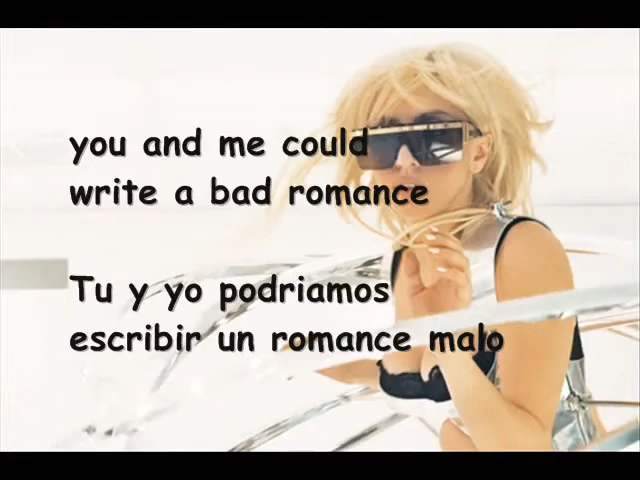 you and me could
write a bad romance
Tu y yo podriamos
escribir un romance malo